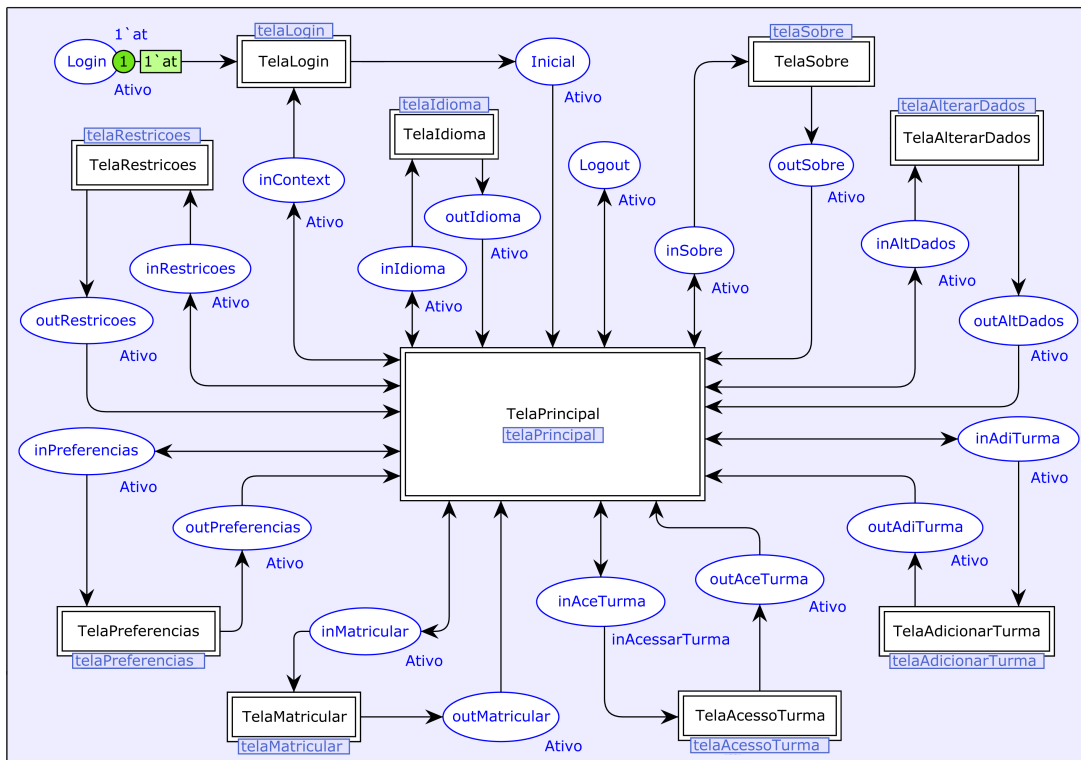 1`at
Login
1
1`at
Ativo
telaLogin
TelaLogin
Inicial
Ativo
telaSobre
TelaSobre
telaIdioma
TelaIdioma
telaAlterarDados
TelaAlterarDados
telaRestricoes
TelaRestricoes
inContext
Ativo
outIdioma
Ativo
Logout
Ativo
outSobre
Ativo
inRestricoes
Ativo
inIdioma
Ativo
inSobre
Ativo
inAltDados
Ativo
outRestricoes
Ativo
outAltDados
Ativo
TelaPrincipal
telaPrincipal
inPreferencias
Ativo
inAdiTurma
Ativo
outPreferencias
Ativo
outAdiTurma
Ativo
inAceTurma
inAcessarTurma
outAceTurma
Ativo
TelaPreferencias
telaPreferencias
inMatricular
Ativo
TelaAdicionarTurma
telaAdicionarTurma
TelaMatricular
telaMatricular
outMatricular
Ativo
TelaAcessoTurma
telaAcessoTurma